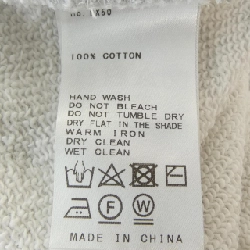 100% COTTON
HAND WASH
DO NOT BLEACH
DO NOT TUMBLE DRY
DRY FLAT IN THE SHADE
WARM IRON
DRY CLEAN
WET CLEAN
F W
MADE IN CHINA